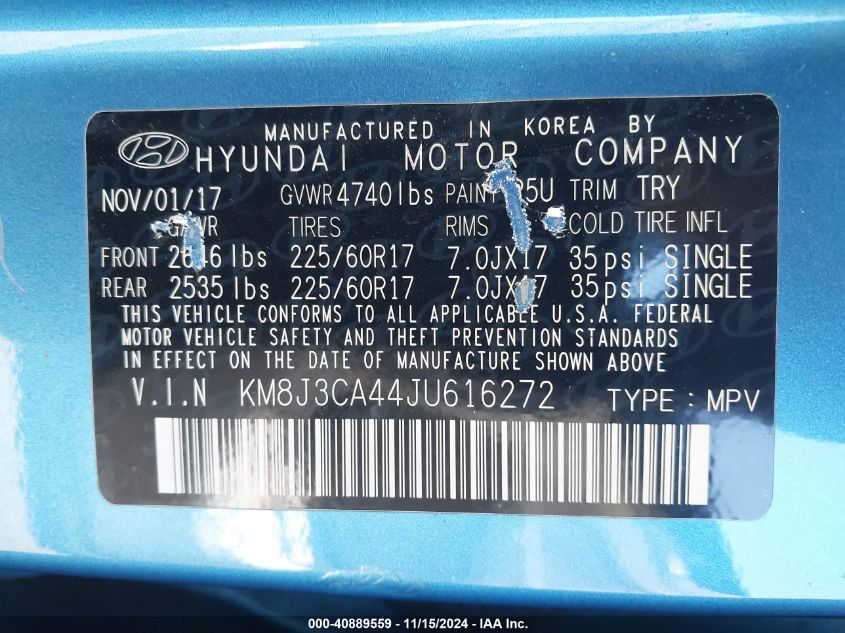 MANUFACTURED IN KOREA BY
HYUNDAI MOTOR COMPANY
NOV/01/17 GVWR 4740lbs PAINT TRIM TRY
TIRES RIMS COLD TIRE INFL
FRONT lbs 225/60R17 7.0JX17 35psi SINGLE
REAR 2535lbs 225/60R17 7.0JX17 35psi SINGLE
THIS VEHICLE CONFORMS TO ALL APPLICABLE U.S.A. FEDERAL
MOTOR VEHICLE SAFETY AND THEFT PREVENTION STANDARDS
IN EFFECT ON THE DATE OF MANUFACTURE SHOWN ABOVE
V.I.N KM8J3CA44JU616272 TYPE : MPV
000-40889559 - 11/15/2024 - IAA Inc.